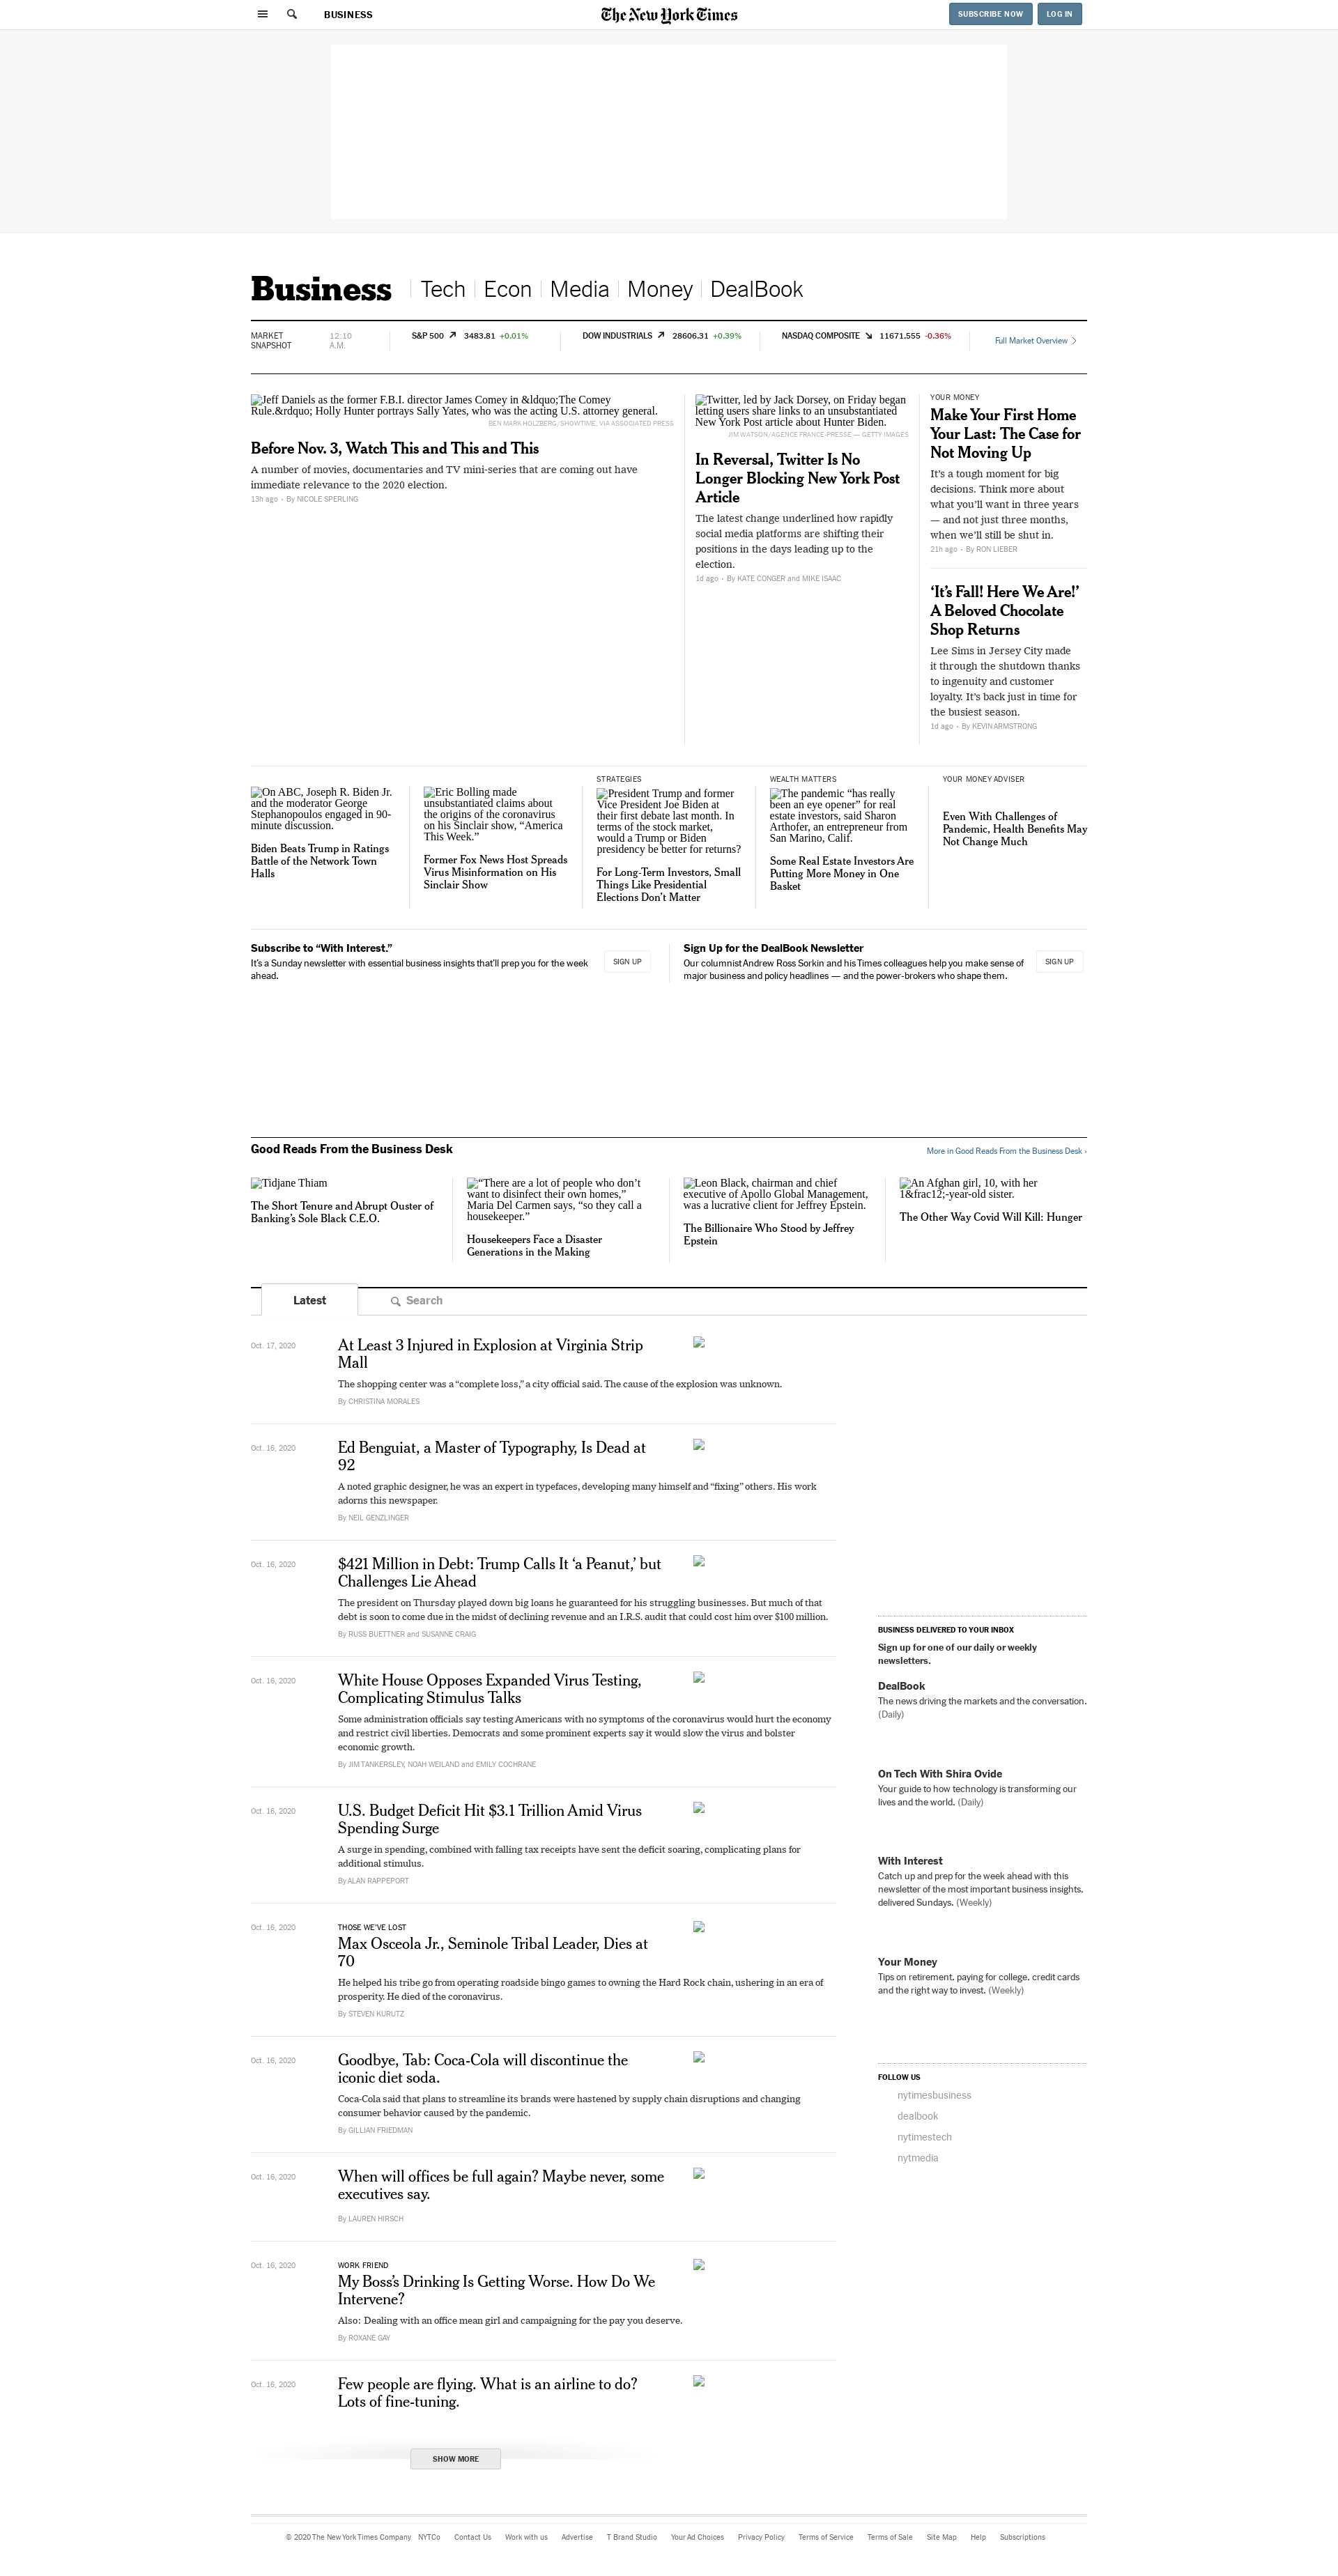 BUSINESS
The New York Times
SUBSCRIBE NOW
LOG IN
Business
Tech
Econ
Media
Money
DealBook
MARKET
SNAPSHOT
12:10
A.M.
S&P 500 3483.81 +0.01%
DOW INDUSTRIALS 28606.31 +0.39%
NASDAQ COMPOSITE 11671.555 -0.36%
Full Market Overview
Jeff Daniels as the former F.B.I. director James Comey in &ldquo;The Comey
Rule.&rdquo; Holly Hunter portrays Sally Yates, who was the acting U.S. attorney general.
BEN MARK HOLZBERG/SHOWTIME, VIA ASSOCIATED PRESS
Before Nov. 3, Watch This and This and This
A number of movies, documentaries and TV mini-series that are coming out have
immediate relevance to the 2020 election.
13h ago • By NICOLE SPERLING
Twitter, led by Jack Dorsey, on Friday began
letting users share links to an unsubstantiated
New York Post article about Hunter Biden.
JIM WATSON/AGENCE FRANCE-PRESSE — GETTY IMAGES
In Reversal, Twitter Is No
Longer Blocking New York Post
Article
The latest change underlined how rapidly
social media platforms are shifting their
positions in the days leading up to the
election.
1d ago • By KATE CONGER and MIKE ISAAC
YOUR MONEY
Make Your First Home
Your Last: The Case for
Not Moving Up
It’s a tough moment for big
decisions. Think more about
what you’ll want in three years
— and not just three months,
when we’ll still be shut in.
21h ago • By RON LIEBER
‘It’s Fall! Here We Are!’
A Beloved Chocolate
Shop Returns
Lee Sims in Jersey City made
it through the shutdown thanks
to ingenuity and customer
loyalty. It’s back just in time for
the busiest season.
1d ago • By KEVIN ARMSTRONG
On ABC, Joseph R. Biden Jr.
and the moderator George
Stephanopoulos engaged in 90-
minute discussion.
Biden Beats Trump in Ratings
Battle of the Network Town
Halls
Eric Bolling made
unsubstantiated claims about
the origins of the coronavirus
on his Sinclair show, “America
This Week.”
Former Fox News Host Spreads
Virus Misinformation on His
Sinclair Show
STRATEGIES
President Trump and former
Vice President Joe Biden at
their first debate last month. In
terms of the stock market,
would a Trump or Biden
presidency be better for returns?
For Long-Term Investors, Small
Things Like Presidential
Elections Don’t Matter
WEALTH MATTERS
The pandemic “has really
been an eye opener” for real
estate investors, said Sharon
Arthofer, an entrepreneur from
San Marino, Calif.
Some Real Estate Investors Are
Putting More Money in One
Basket
YOUR MONEY ADVISER
Even With Challenges of
Pandemic, Health Benefits May
Not Change Much
Subscribe to “With Interest.”
It’s a Sunday newsletter with essential business insights that’ll prep you for the week
ahead.
SIGN UP
Sign Up for the DealBook Newsletter
Our columnist Andrew Ross Sorkin and his Times colleagues help you make sense of
major business and policy headlines — and the power-brokers who shape them.
SIGN UP
Good Reads From the Business Desk
More in Good Reads From the Business Desk ›
Tidjane Thiam
The Short Tenure and Abrupt Ouster of
Banking’s Sole Black C.E.O.
“There are a lot of people who don’t
want to disinfect their own homes,”
Maria Del Carmen says, “so they call a
housekeeper.”
Housekeepers Face a Disaster
Generations in the Making
Leon Black, chairman and chief
executive of Apollo Global Management,
was a lucrative client for Jeffrey Epstein.
The Billionaire Who Stood by Jeffrey
Epstein
An Afghan girl, 10, with her
1&frac12;-year-old sister.
The Other Way Covid Will Kill: Hunger
Latest
Search
Oct. 17, 2020
At Least 3 Injured in Explosion at Virginia Strip
Mall
The shopping center was a “complete loss,” a city official said. The cause of the explosion was unknown.
By CHRISTINA MORALES
Oct. 16, 2020
Ed Benguiat, a Master of Typography, Is Dead at
92
A noted graphic designer, he was an expert in typefaces, developing many himself and “fixing” others. His work
adorns this newspaper.
By NEIL GENZLINGER
Oct. 16, 2020
$421 Million in Debt: Trump Calls It ‘a Peanut,’ but
Challenges Lie Ahead
The president on Thursday played down big loans he guaranteed for his struggling businesses. But much of that
debt is soon to come due in the midst of declining revenue and an I.R.S. audit that could cost him over $100 million.
By RUSS BUETTNER and SUSANNE CRAIG
Oct. 16, 2020
White House Opposes Expanded Virus Testing,
Complicating Stimulus Talks
Some administration officials say testing Americans with no symptoms of the coronavirus would hurt the economy
and restrict civil liberties. Democrats and some prominent experts say it would slow the virus and bolster
economic growth.
By JIM TANKERSLEY, NOAH WEILAND and EMILY COCHRANE
Oct. 16, 2020
U.S. Budget Deficit Hit $3.1 Trillion Amid Virus
Spending Surge
A surge in spending, combined with falling tax receipts have sent the deficit soaring, complicating plans for
additional stimulus.
By ALAN RAPPEPORT
Oct. 16, 2020
THOSE WE’VE LOST
Max Osceola Jr., Seminole Tribal Leader, Dies at
70
He helped his tribe go from operating roadside bingo games to owning the Hard Rock chain, ushering in an era of
prosperity. He died of the coronavirus.
By STEVEN KURUTZ
Oct. 16, 2020
Goodbye, Tab: Coca-Cola will discontinue the
iconic diet soda.
Coca-Cola said that plans to streamline its brands were hastened by supply chain disruptions and changing
consumer behavior caused by the pandemic.
By GILLIAN FRIEDMAN
Oct. 16, 2020
When will offices be full again? Maybe never, some
executives say.
By LAUREN HIRSCH
Oct. 16, 2020
WORK FRIEND
My Boss’s Drinking Is Getting Worse. How Do We
Intervene?
Also: Dealing with an office mean girl and campaigning for the pay you deserve.
By ROXANE GAY
Oct. 16, 2020
Few people are flying. What is an airline to do?
Lots of fine-tuning.
SHOW MORE
BUSINESS DELIVERED TO YOUR INBOX
Sign up for one of our daily or weekly
newsletters.
DealBook
The news driving the markets and the conversation.
(Daily)
On Tech With Shira Ovide
Your guide to how technology is transforming our
lives and the world. (Daily)
With Interest
Catch up and prep for the week ahead with this
newsletter of the most important business insights,
delivered Sundays. (Weekly)
Your Money
Tips on retirement, paying for college, credit cards
and the right way to invest. (Weekly)
FOLLOW US
nytimesbusiness
dealbook
nytimestech
nytmedia
© 2020 The New York Times Company NYTCo Contact Us Work with us Advertise T Brand Studio Your Ad Choices Privacy Policy Terms of Service Terms of Sale Site Map Help Subscriptions